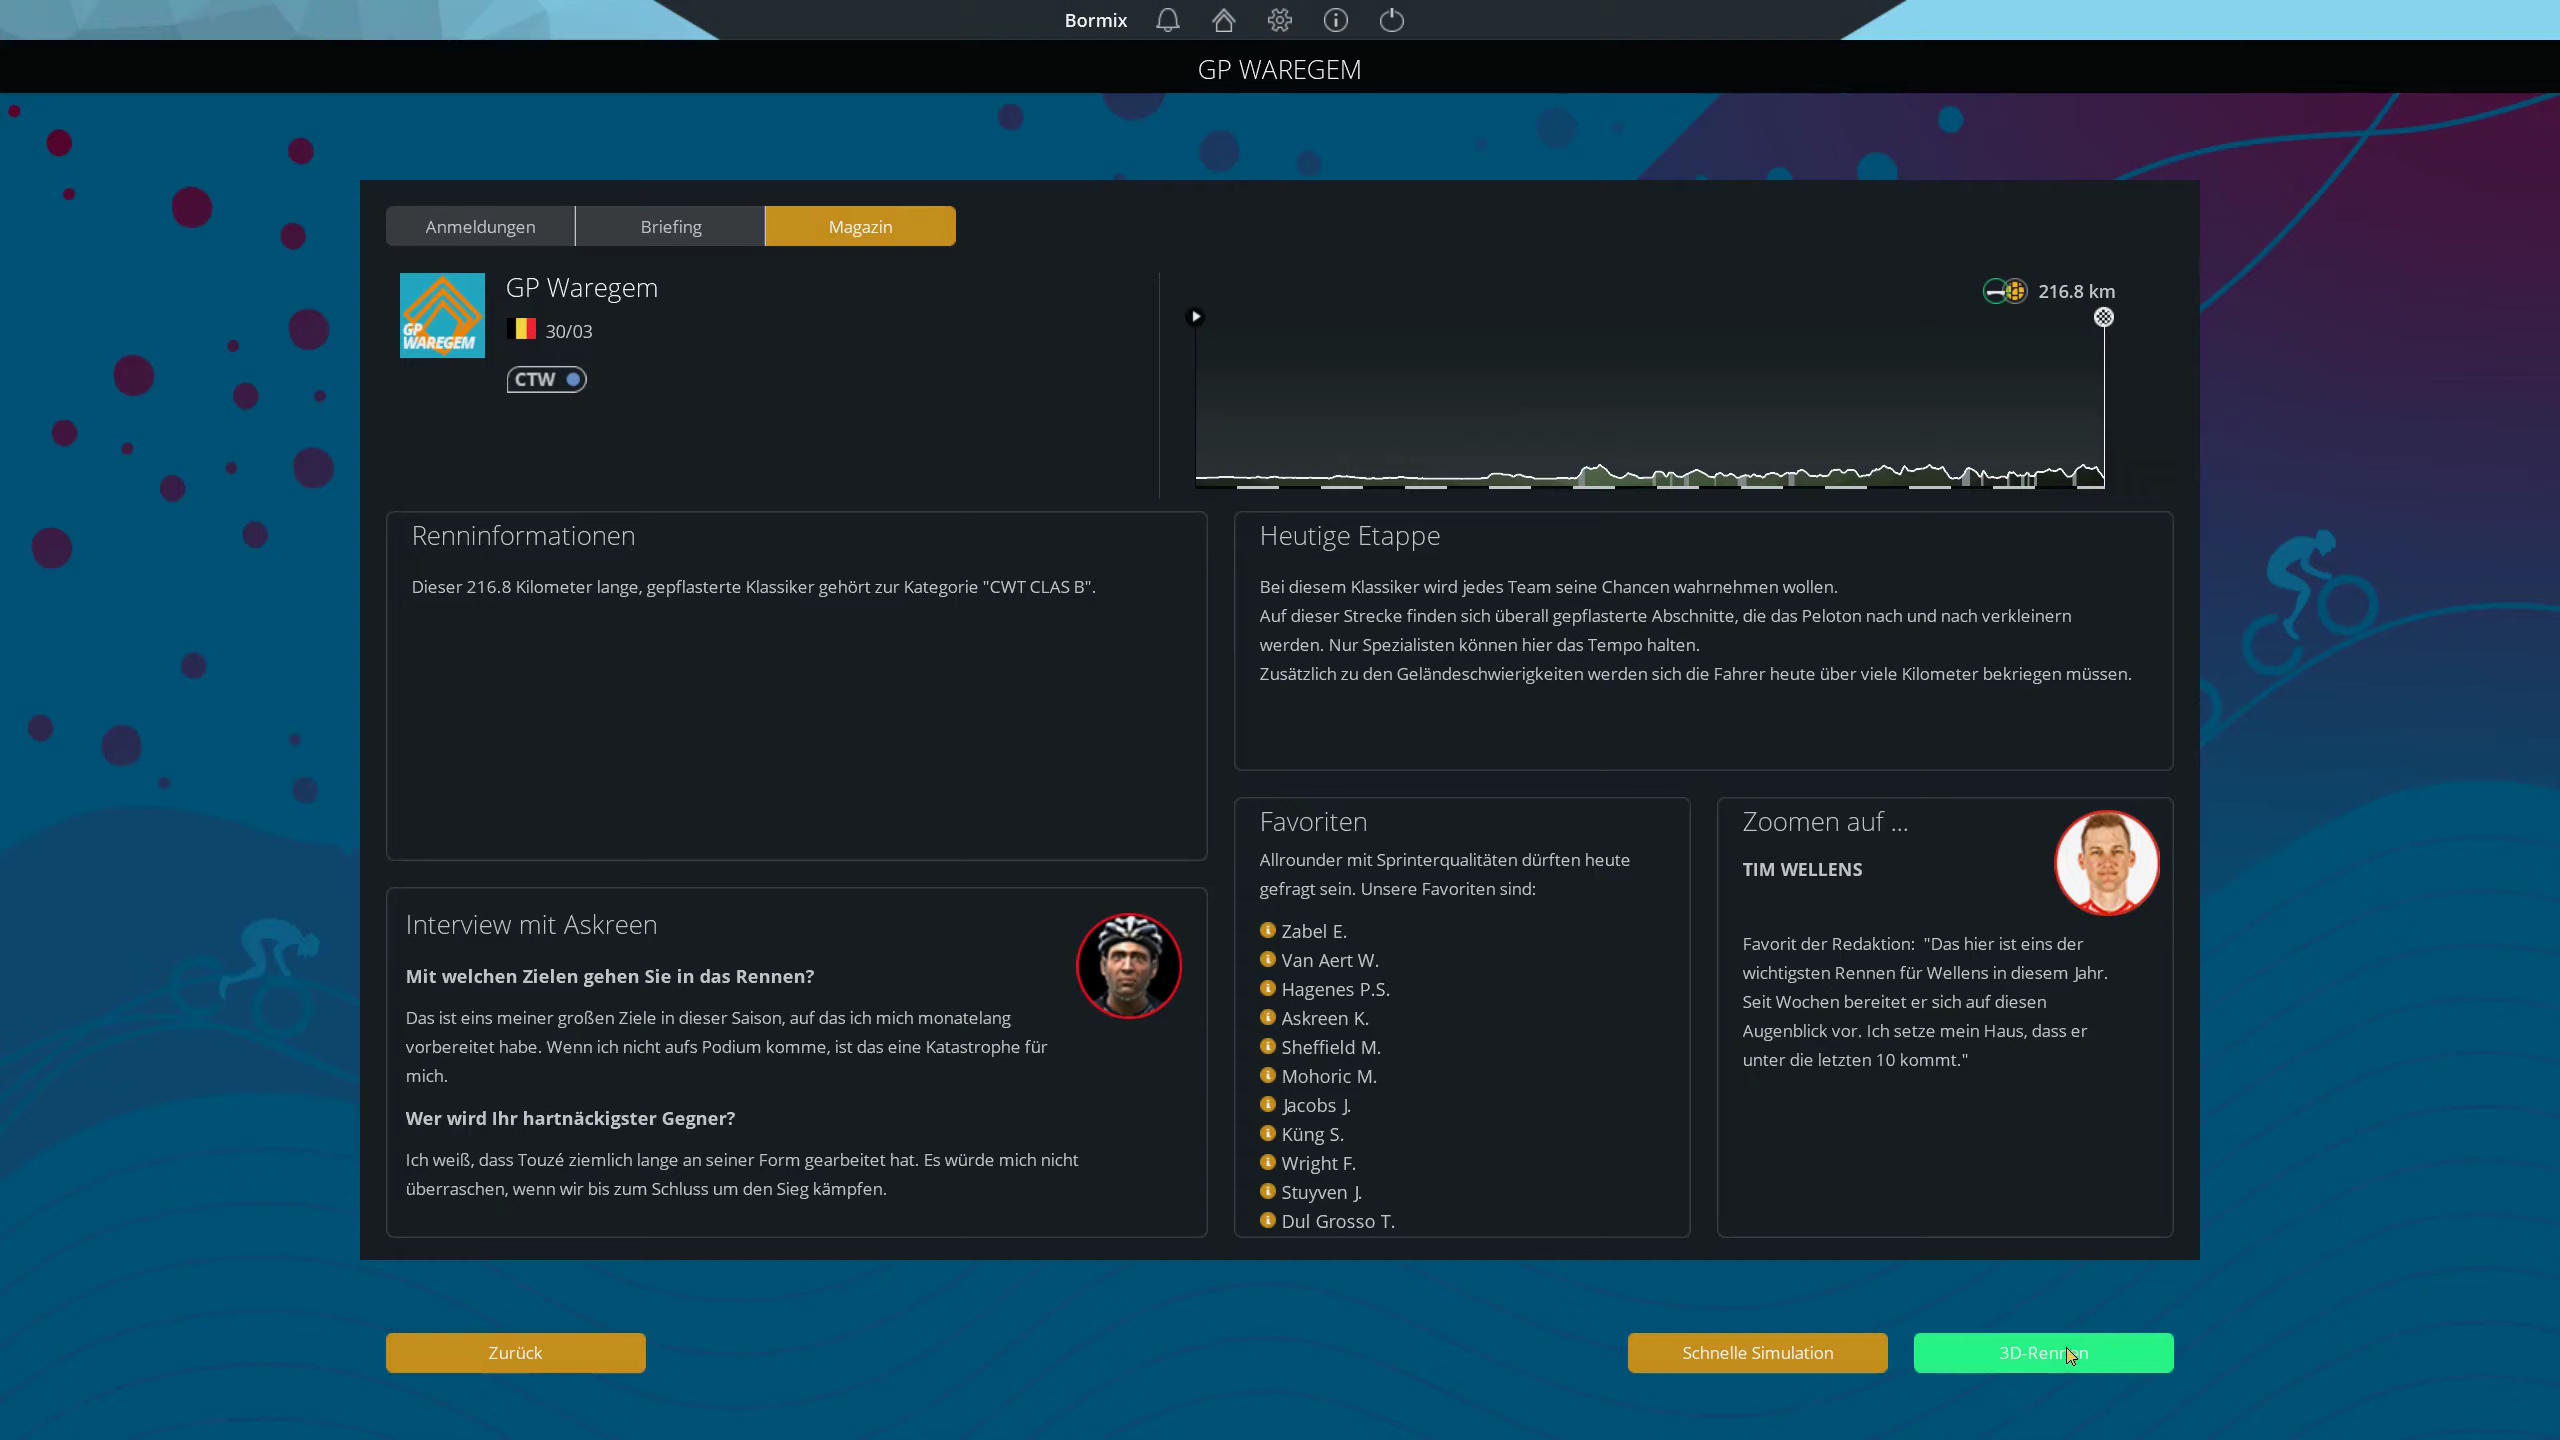 Bormix
GP WAREGEM
Anmeldungen
Briefing
Magazin
GP
WAREGEM
GP Waregem
30/03
CTW
216.8 km
Renninformationen
Dieser 216.8 Kilometer lange, gepflasterte Klassiker gehört zur Kategorie "CWT CLAS B".
Heutige Etappe
Bei diesem Klassiker wird jedes Team seine Chancen wahrnehmen wollen.
Auf dieser Strecke finden sich überall gepflasterte Abschnitte, die das Peloton nach und nach verkleinern
werden. Nur Spezialisten können hier das Tempo halten.
Zusätzlich zu den Geländeschwierigkeiten werden sich die Fahrer heute über viele Kilometer bekriegen müssen.
Interview mit Askreen
Mit welchen Zielen gehen Sie in das Rennen?
Das ist eins meiner großen Ziele in dieser Saison, auf das ich mich monatelang
vorbereitet habe. Wenn ich nicht aufs Podium komme, ist das eine Katastrophe für
mich.
Wer wird Ihr hartnäckigster Gegner?
Ich weiß, dass Touzé ziemlich lange an seiner Form gearbeitet hat. Es würde mich nicht
überraschen, wenn wir bis zum Schluss um den Sieg kämpfen.
Favoriten
Allrounder mit Sprinterqualitäten dürften heute
gefragt sein. Unsere Favoriten sind:
Zabel E.
Van Aert W.
Hagenes P.S.
Askreen K.
Sheffield M.
Mohoric M.
Jacobs J.
Küng S.
Wright F.
Stuyven J.
Dul Grosso T.
Zoomen auf ...
TIM WELLENS
Favorit der Redaktion:  "Das hier ist eins der
wichtigsten Rennen für Wellens in diesem Jahr.
Seit Wochen bereitet er sich auf diesen
Augenblick vor. Ich setze mein Haus, dass er
unter die letzten 10 kommt."
Zurück
Schnelle Simulation
3D-Rennen